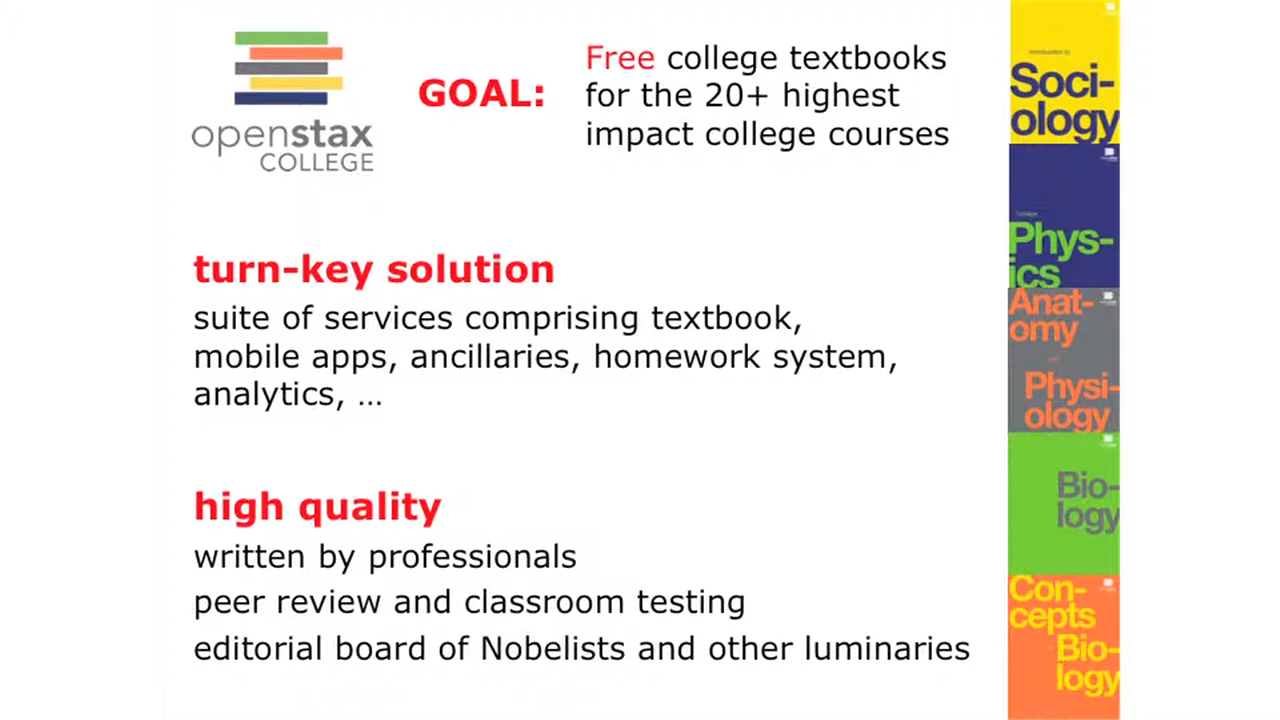 openstax
COLLEGE
GOAL:
Free college textbooks
for the 20+ highest
impact college courses
turn-key solution
suite of services comprising textbook,
mobile apps, ancillaries, homework system,
analytics, …
high quality
written by professionals
peer review and classroom testing
editorial board of Nobelists and other luminaries
Soci-
ology
Phys-
ics
Anat-
omy
Physi-
ology
Bio-
logy
Con-
cepts
Bio-
logy